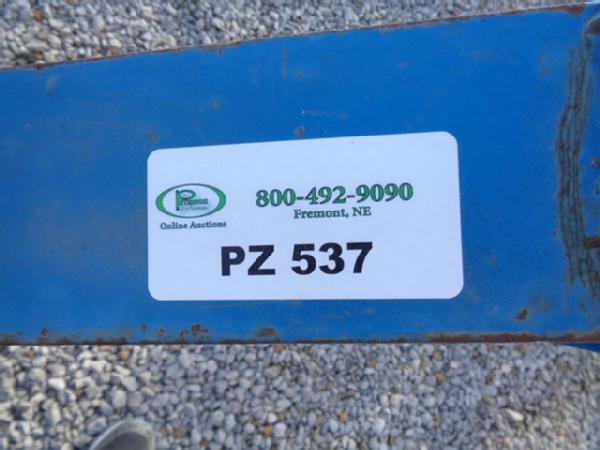 800-492-9090
Fremont, NE
Online Auctions
PZ 537